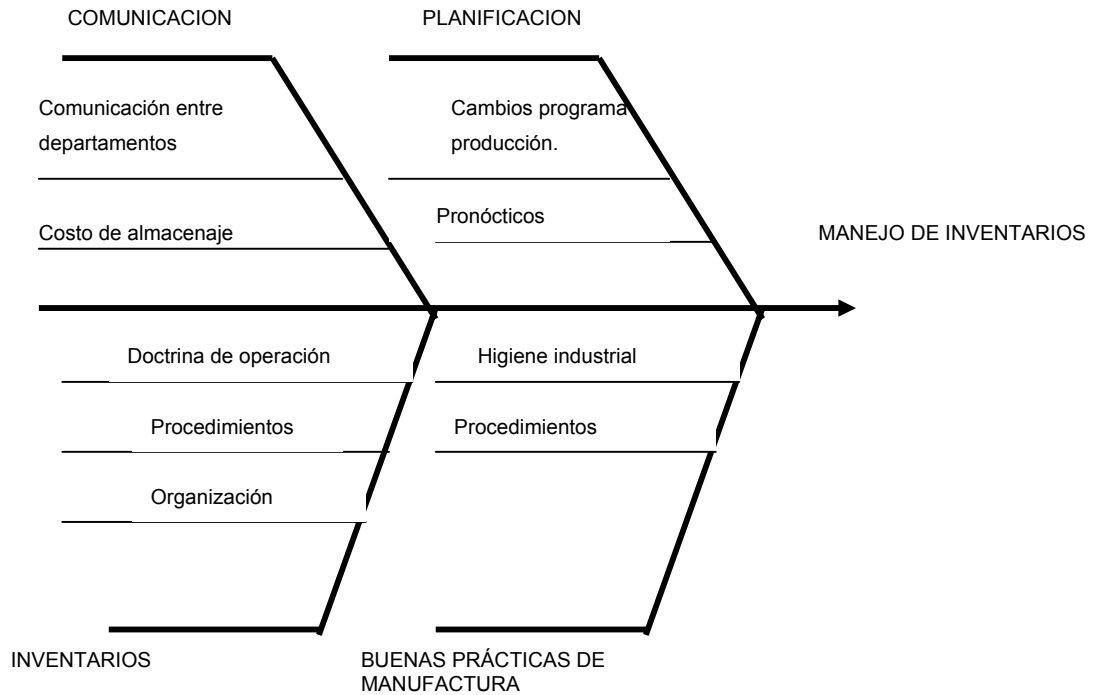 COMUNICACION
PLANIFICACION
Comunicación entre
departamentos
Cambios programa
producción.
Costo de almacenaje
Pronócticos
MANEJO DE INVENTARIOS
Doctrina de operación
Higiene industrial
Procedimientos
Procedimientos
Organización
INVENTARIOS
BUENAS PRÁCTICAS DE
MANUFACTURA